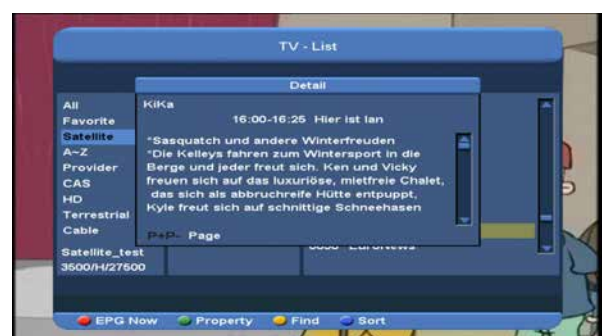 TV - List
Detail
All
Favorite
Satellite
A~Z
Provider
CAS
HD
Terrestrial
Cable
Satellite_test
3500/H/27500
KiKa
16:00-16:25 Hier ist Ian
*Sasquatch und andere Winterfreuden
*Die Kelleys fahren zum Wintersport in die
Berge und jeder freut sich. Ken und Vicky
freuen sich auf das luxuriöse, mietfreie Chalet,
das sich als abbruchreife Hütte entpuppt,
Kyle freut sich auf schnittige Schneehasen
P+P- Page
EuroNews
EPG Now
Property
Find
Sort